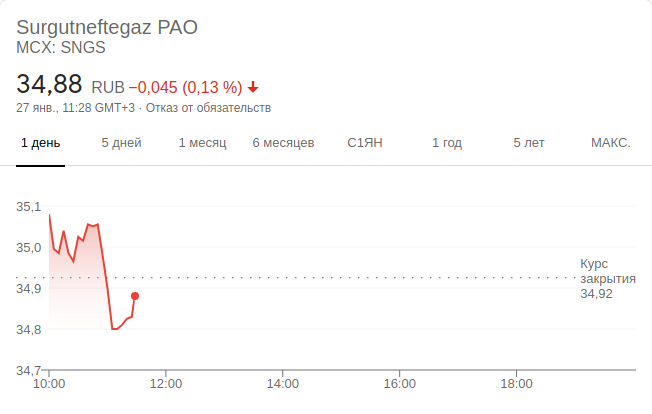 Surgutneftegaz PAO
MCX: SNGS
34,88 RUB −0,045 (0,13 %)
27 янв., 11:28 GMT+3 · Отказ от обязательств
1 день 5 дней 1 месяц 6 месяцев С1ЯН 1 год 5 лет МАКС.
35,1
35,0
34,9
34,8
34,7
Курс
закрытия
34,92
10:00 12:00 14:00 16:00 18:00